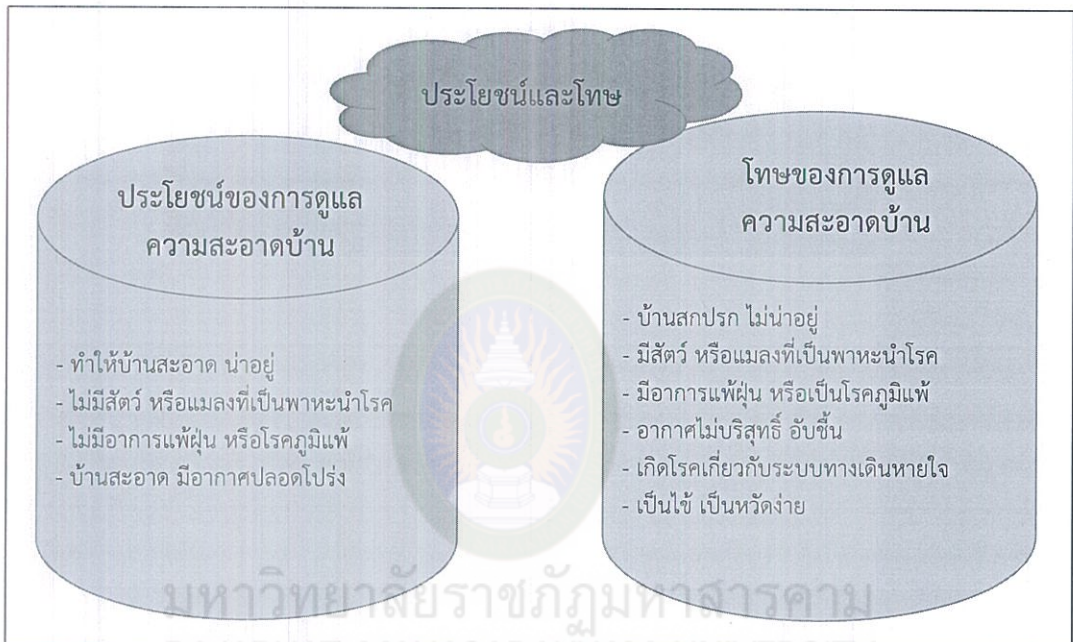 ประโยชน์และโทษ
ประโยชน์ของการดูแล
ความสะอาดบ้าน
- ทำให้บ้านสะอาด น่าอยู่
- ไม่มีสัตว์ หรือแมลงที่เป็นพาหะนำโรค
- ไม่มีอาการแพ้ฝุ่น หรือโรคภูมิแพ้
- บ้านสะอาด มีอากาศปลอดโปร่ง
โทษของการดูแล
ความสะอาดบ้าน
- บ้านสกปรก ไม่น่าอยู่
- มีสัตว์ หรือแมลงที่เป็นพาหะนำโรค
- มีอาการแพ้ฝุ่น หรือเป็นโรคภูมิแพ้
- อากาศไม่บริสุทธิ์ อับชื้น
- เกิดโรคเกี่ยวกับระบบทางเดินหายใจ
- เป็นไข้ เป็นหวัดง่าย
มหาวิทยาลัยราชภัฏมหาสารคาม